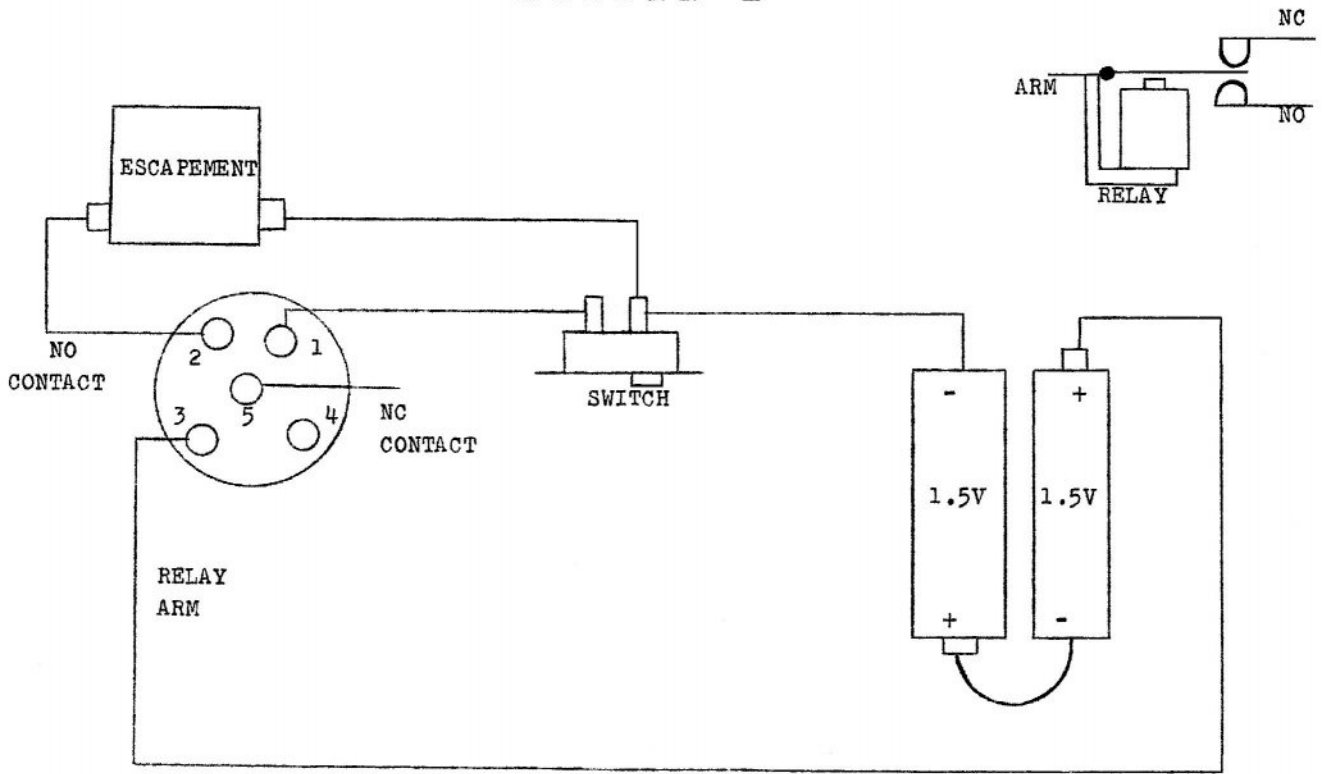 NC
ARM
NO
RELAY
ESCAPEMENT
2
1
NO
CONTACT
3
5
4
NC
CONTACT
SWITCH
-
+
1.5V
1.5V
+
-
RELAY
ARM